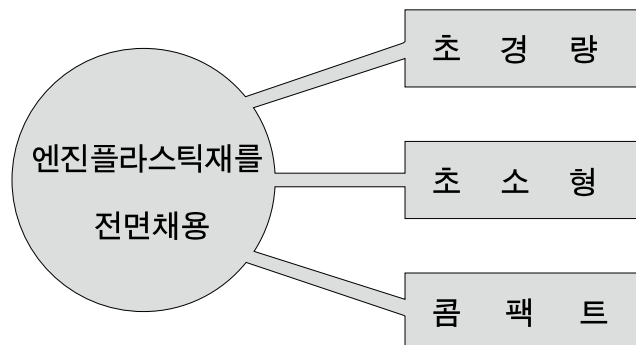 엔진플라스틱재를
전면채용
초 경 량
초 소 형
콤 팩 트